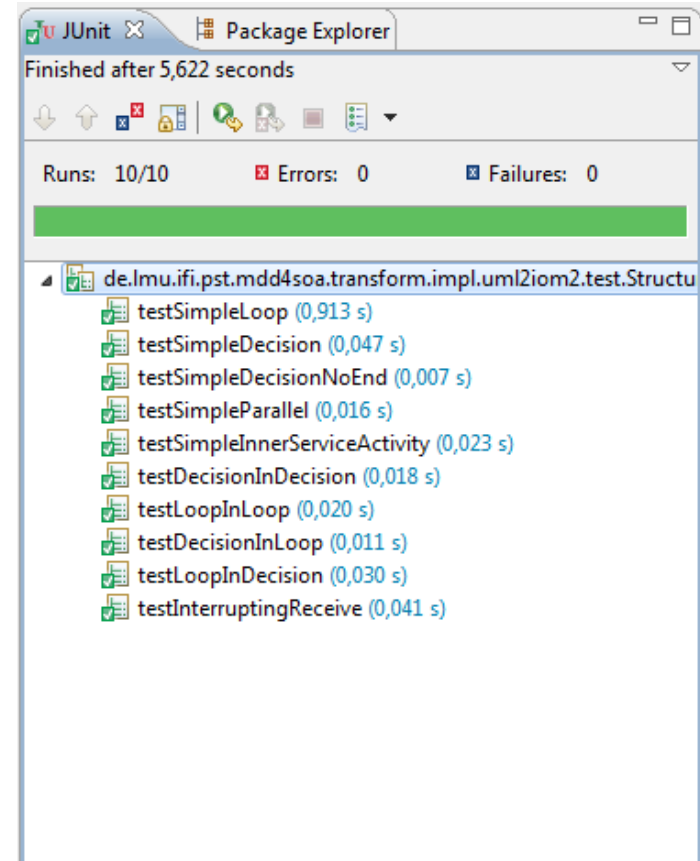 JUnit Package Explorer
Finished after 5,622 seconds
Runs: 10/10 Errors: 0 Failures: 0
de.lmu.ifi.pst.mdd4soa.transform.impl.uml2iom2.test.Structu
testSimpleLoop (0,913 s)
testSimpleDecision (0,047 s)
testSimpleDecisionNoEnd (0,007 s)
testSimpleParallel (0,016 s)
testSimpleInnerServiceActivity (0,023 s)
testDecisionInDecision (0,018 s)
testLoopInLoop (0,020 s)
testDecisionInLoop (0,011 s)
testLoopInDecision (0,030 s)
testInterruptingReceive (0,041 s)